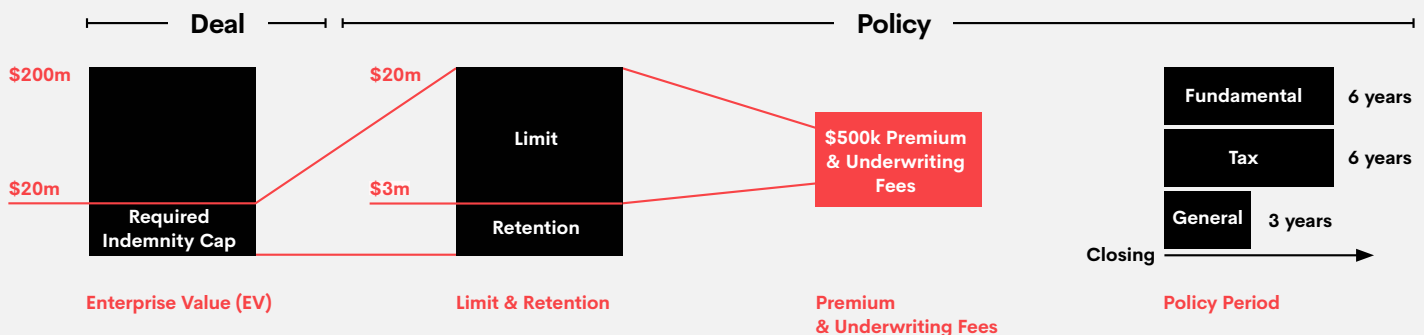 Deal
Policy
$200m
$20m
Required
Indemnity Cap
Enterprise Value (EV)
$20m
Limit
$3m
Retention
Limit & Retention
$500k Premium
& Underwriting
Fees
Premium
& Underwriting Fees
Fundamental 6 years
Tax 6 years
General 3 years
Closing
Policy Period